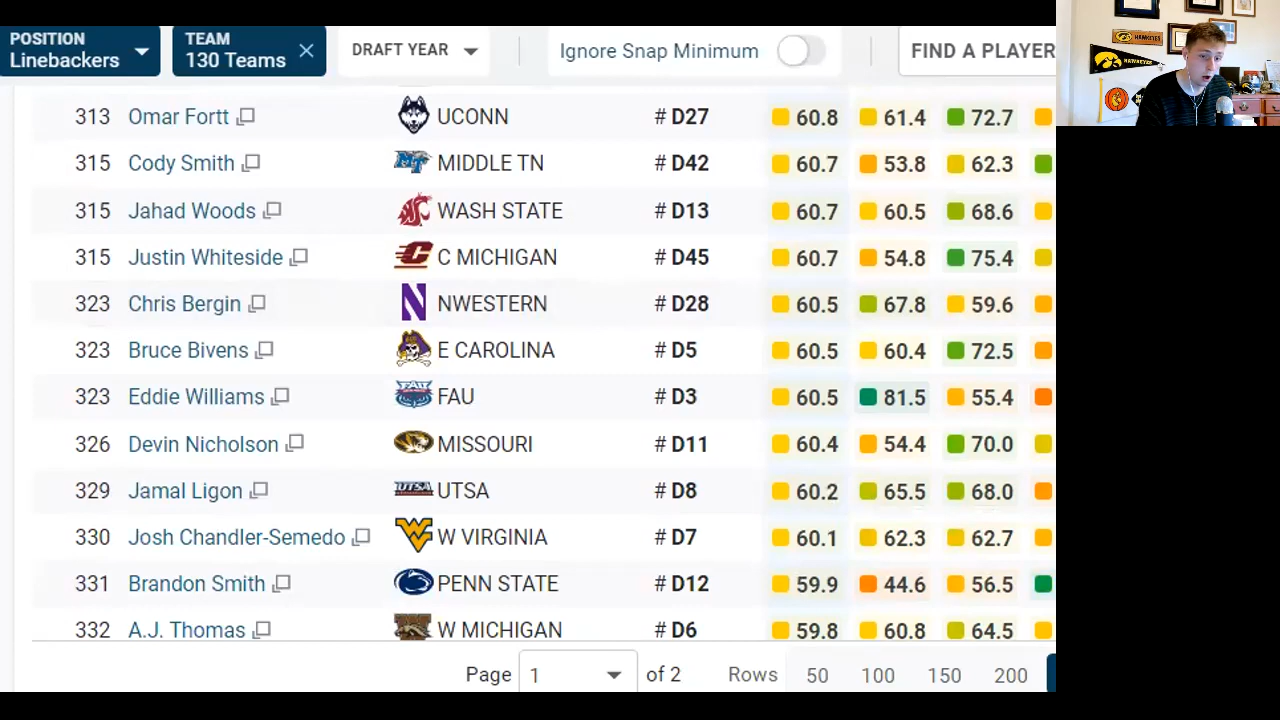 POSITION
Linebackers
TEAM
130 Teams
DRAFT YEAR
Ignore Snap Minimum
FIND A PLAYER
313 Omar Fortt UCONN # D27 60.8 61.4 72.7
315 Cody Smith MIDDLE TN # D42 60.7 53.8 62.3
315 Jahad Woods WASH STATE # D13 60.7 60.5 68.6
315 Justin Whiteside C MICHIGAN # D45 60.7 54.8 75.4
323 Chris Bergin NWESTERN # D28 60.5 67.8 59.6
323 Bruce Bivens E CAROLINA # D5 60.5 60.4 72.5
323 Eddie Williams FAU # D3 60.5 81.5 55.4
326 Devin Nicholson MISSOURI # D11 60.4 54.4 70.0
329 Jamal Ligon UTSA # D8 60.2 65.5 68.0
330 Josh Chandler-Semedo W VIRGINIA # D7 60.1 62.3 62.7
331 Brandon Smith PENN STATE # D12 59.9 44.6 56.5
332 A.J. Thomas W MICHIGAN # D6 59.8 60.8 64.5
Page 1 of 2 Rows 50 100 150 200
HAWKEYES
HAWKEYES